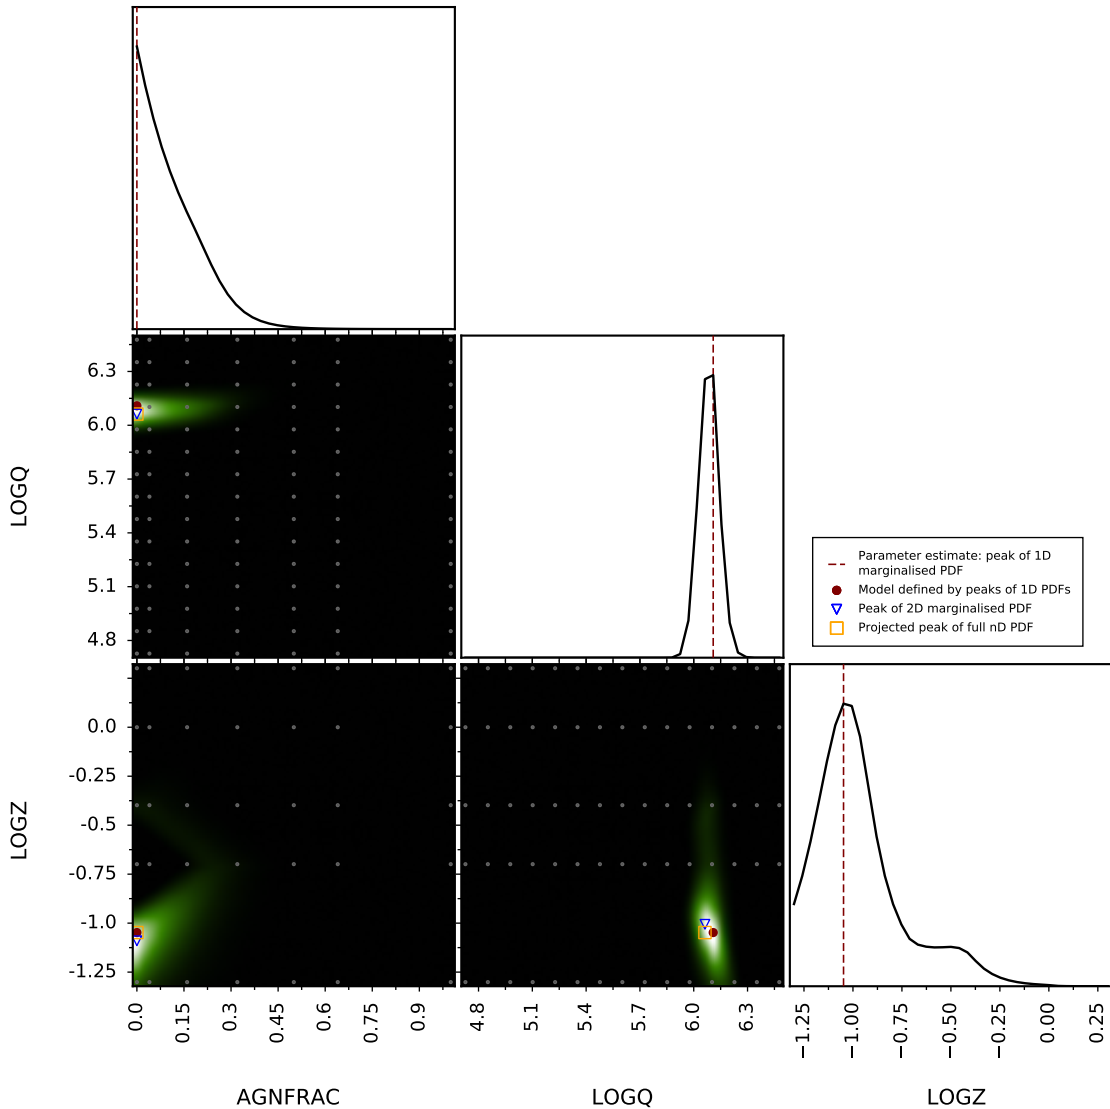 LOGQ
6.3
6.0
5.7
5.4
5.1
4.8
Parameter estimate: peak of 1D
marginalised PDF
Model defined by peaks of 1D PDFs
Peak of 2D marginalised PDF
Projected peak of full nD PDF
LOGZ
0.0
-0.25
-0.5
-0.75
-1.0
-1.25
0.0 0.15 0.3 0.45 0.6 0.75 0.9
4.8 5.1 5.4 5.7 6.0 6.3
−1.25 −1.00 −0.75 −0.50 −0.25 0.00 0.25
AGNFRAC LOGQ LOGZ